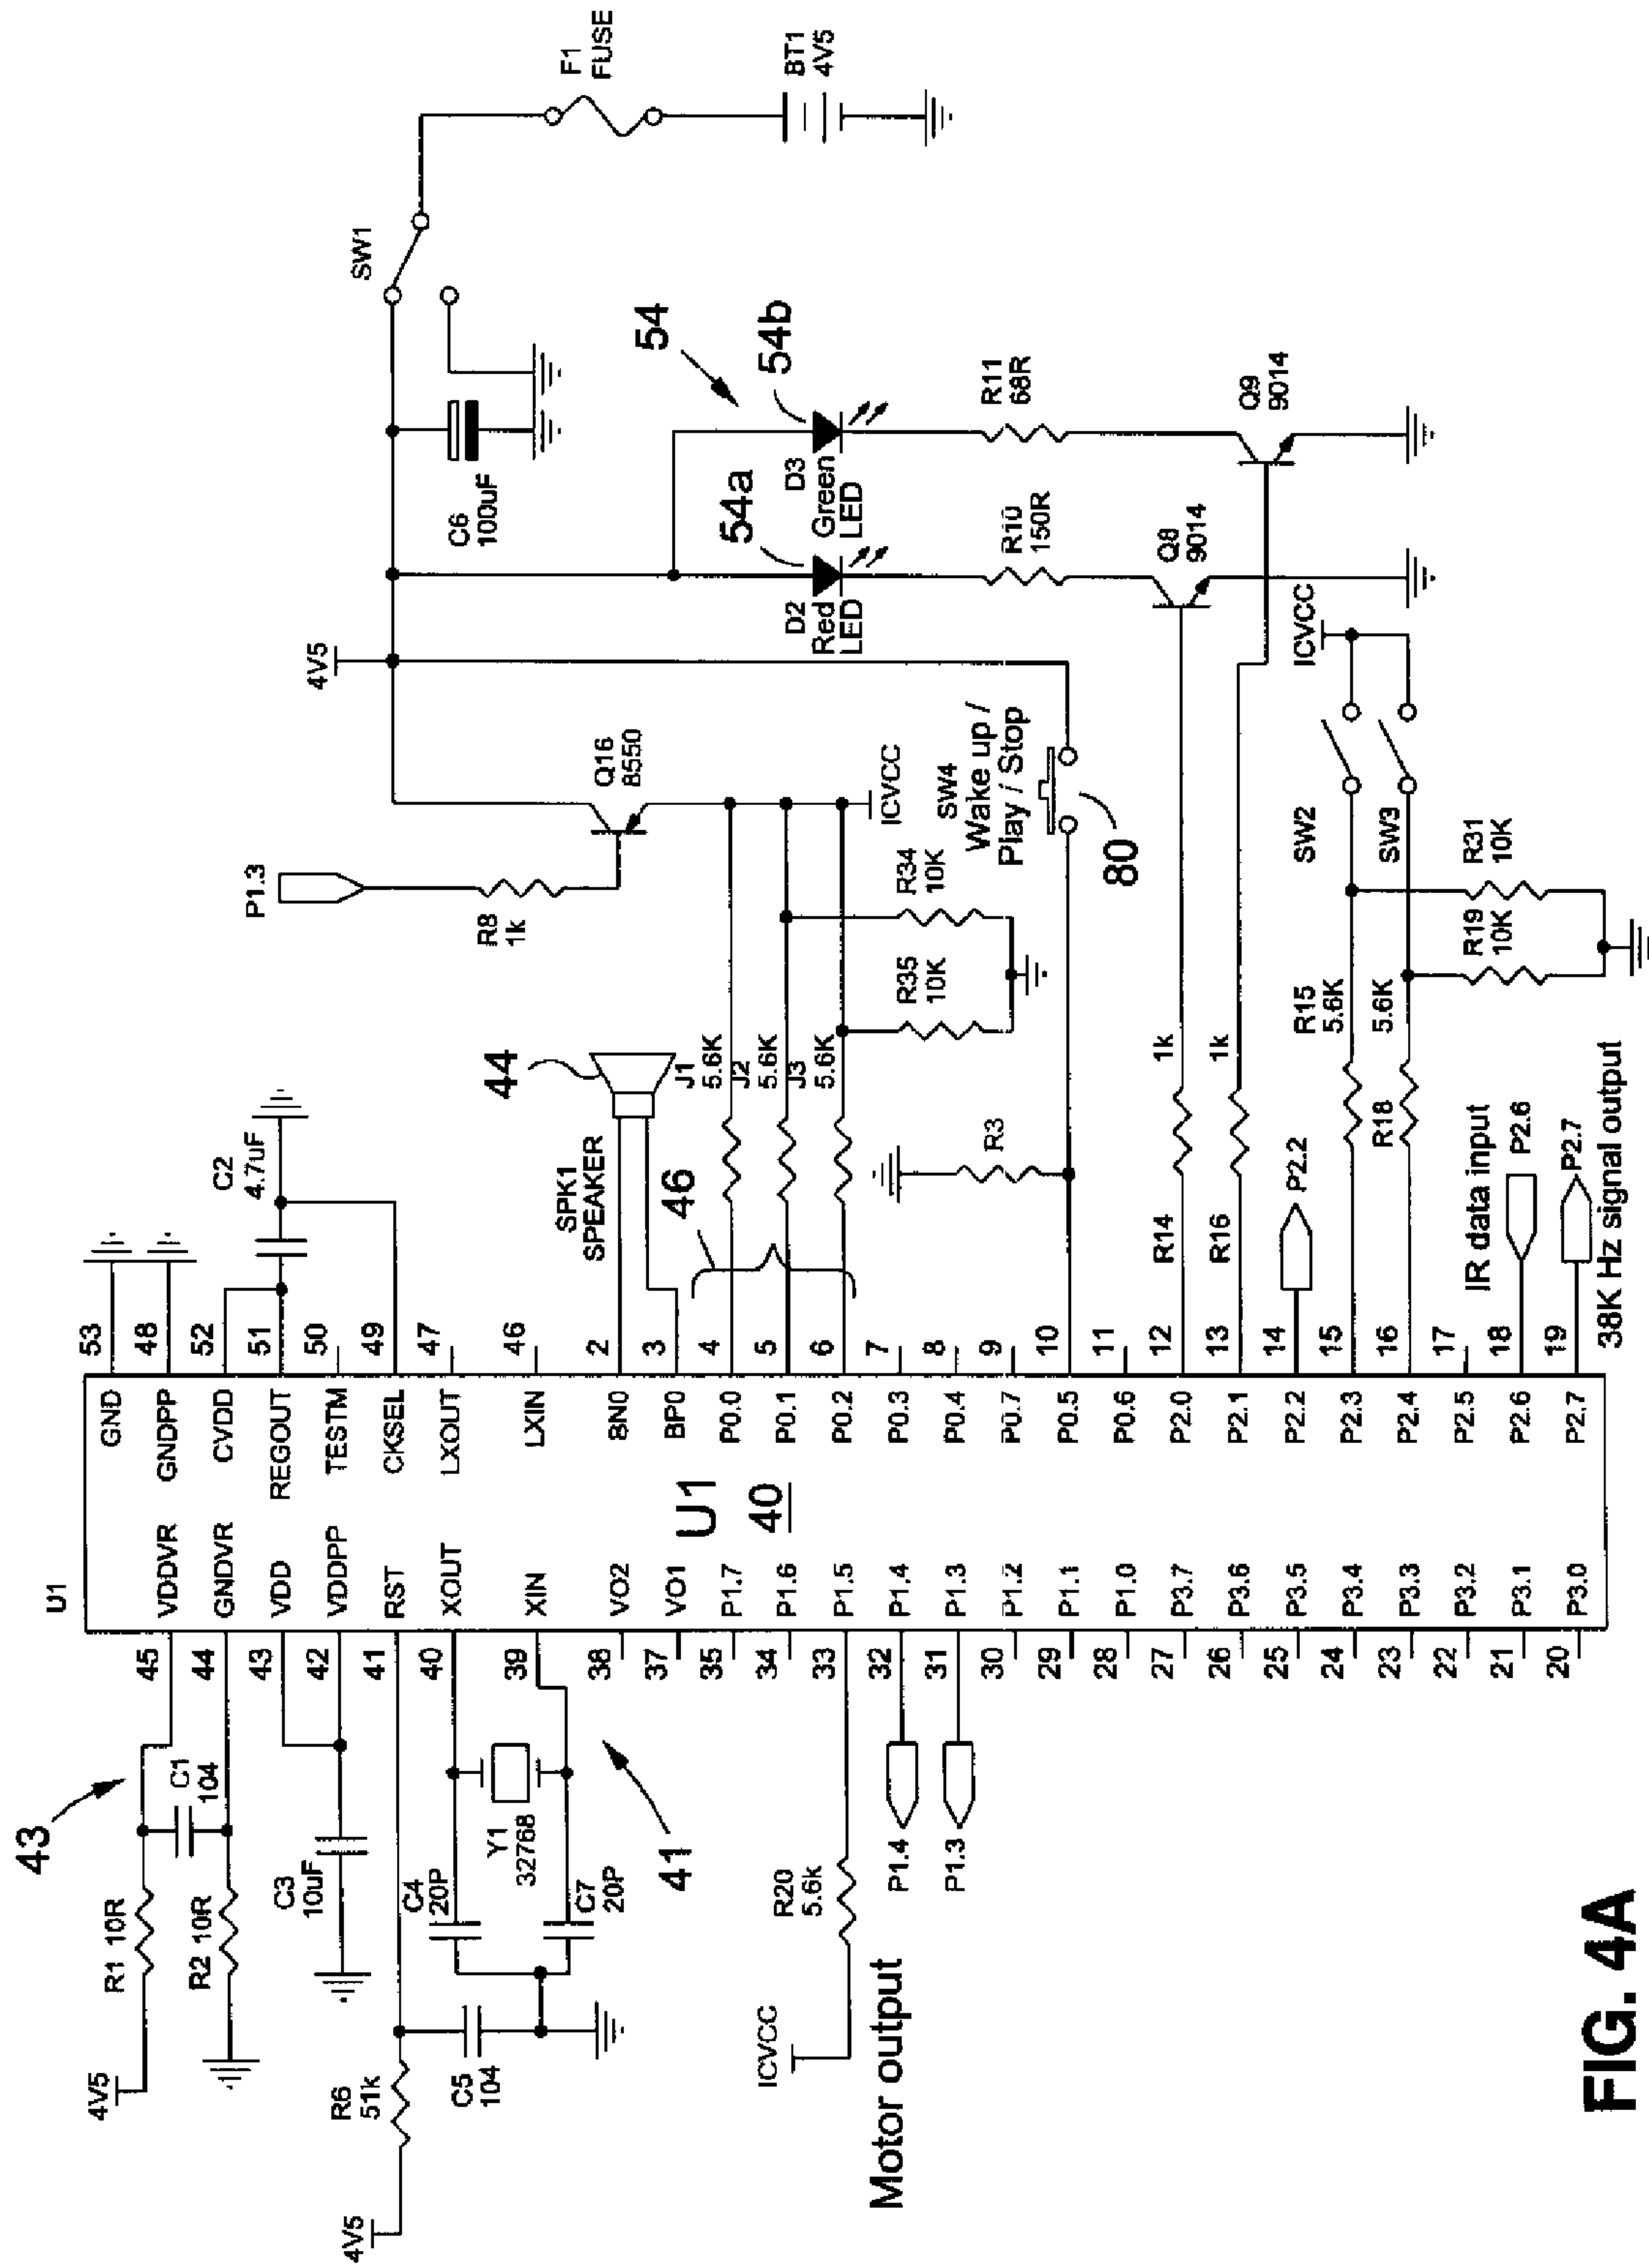 43
R1 10R
4V5
C1
104
R2 10R
C3
10uF
R6
51k
4V5
C5
104
C4
20P
Y1
32768
C7
20P
41
ICVCC
R20
5.6k
Motor output
P1.4
P1.3
U1
45 VDDVR
44 GNDVR
43 VDD
42 VDDPP
41 RST
40 XOUT
39 XIN
38 VO2
37 VO1
35 P1.7
34 P1.6
33 P1.5
32 P1.4
31 P1.3
30 P1.2
29 P1.1
28 P1.0
27 P3.7
26 P3.6
25 P3.5
24 P3.4
23 P3.3
22 P3.2
21 P3.1
20 P3.0
U1
40
GND 53
GNDPP 48
CVDD 52
REGOUT 51
TESTM 50
CKSEL 49
LXOUT 47
LXIN 46
BN0 2
BP0 3
P0.0 4
P0.1 5
P0.2 6
P0.3 7
P0.4 8
P0.7 9
P0.5 10
P0.6 11
P2.0 12
P2.1 13
P2.2 14
P2.3 15
P2.4 16
P2.5 17
P2.6 18
P2.7 19
C2
4.7uF
SPK1
SPEAKER
44
46
J1
5.6K
J2
5.6K
J3
5.6K
R3
R14 1k
R16 1k
P2.2
R15
5.6K
R18
5.6K
IR data input
P2.6
P2.7
38K Hz signal output
P1.3
R8
1k
Q16
8550
ICVCC
R34
10K
R35
10K
SW4
Wake up /
Play / Stop
80
SW2
SW3
R31
10K
R19
10K
ICVCC
4V5
SW1
F1
FUSE
BT1
4V5
C6
100uF
54
54a
54b
D2
Red
LED
D3
Green
LED
R10
150R
R11
68R
Q8
9014
Q9
9014
FIG. 4A